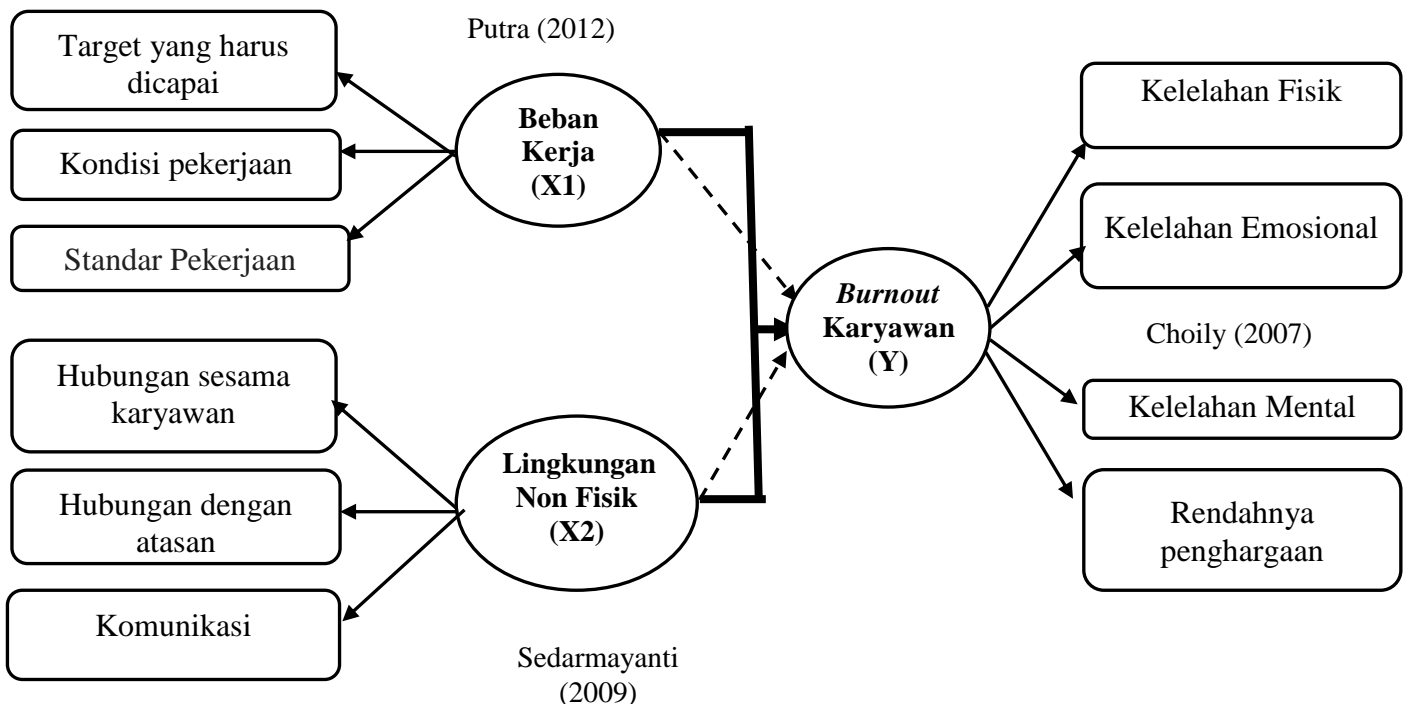 Putra (2012)
Target yang harus
dicapai
Kondisi pekerjaan
Standar Pekerjaan
Beban
Kerja
(X1)
Hubungan sesama
karyawan
Hubungan dengan
atasan
Komunikasi
Lingkungan
Non Fisik
(X2)
Sedarmayanti
(2009)
Burnout
Karyawan
(Y)
Kelelahan Fisik
Kelelahan Emosional
Choily (2007)
Kelelahan Mental
Rendahnya
penghargaan